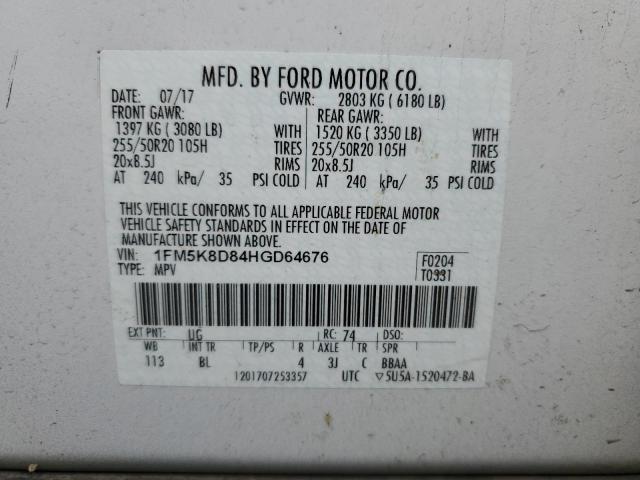 MFD. BY FORD MOTOR CO.
DATE: 07/17 GVWR: 2803 KG ( 6180 LB)
FRONT GAWR: REAR GAWR:
1397 KG ( 3080 LB) WITH 1520 KG ( 3350 LB) WITH
255/50R20 105H TIRES 255/50R20 105H TIRES
20x8.5J RIMS 20x8.5J RIMS
AT 240 kPa/ 35 PSI COLD AT 240 kPa/ 35 PSI COLD
THIS VEHICLE CONFORMS TO ALL APPLICABLE FEDERAL MOTOR
VEHICLE SAFETY STANDARDS IN EFFECT ON THE DATE OF
MANUFACTURE SHOWN ABOVE.
VIN: 1FM5K8D84HGD64676 F0204
TYPE: MPV T0331
EXT PNT: UG RC: 74 DSO:
WB INT TR TP/PS R AXLE TR SPR
113 BL 4 3J C BBAA
1201707253357 UTC ▽5U5A-1520472-BA